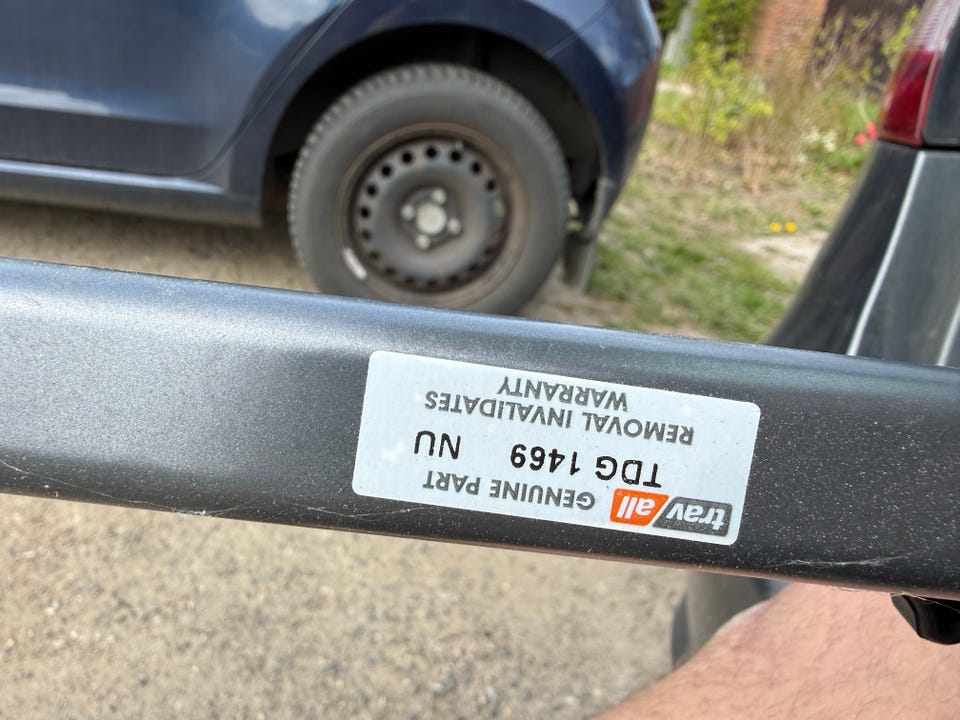 travall GENUINE PART
TDG 1469 NU
REMOVAL INVALIDATES
WARRANTY